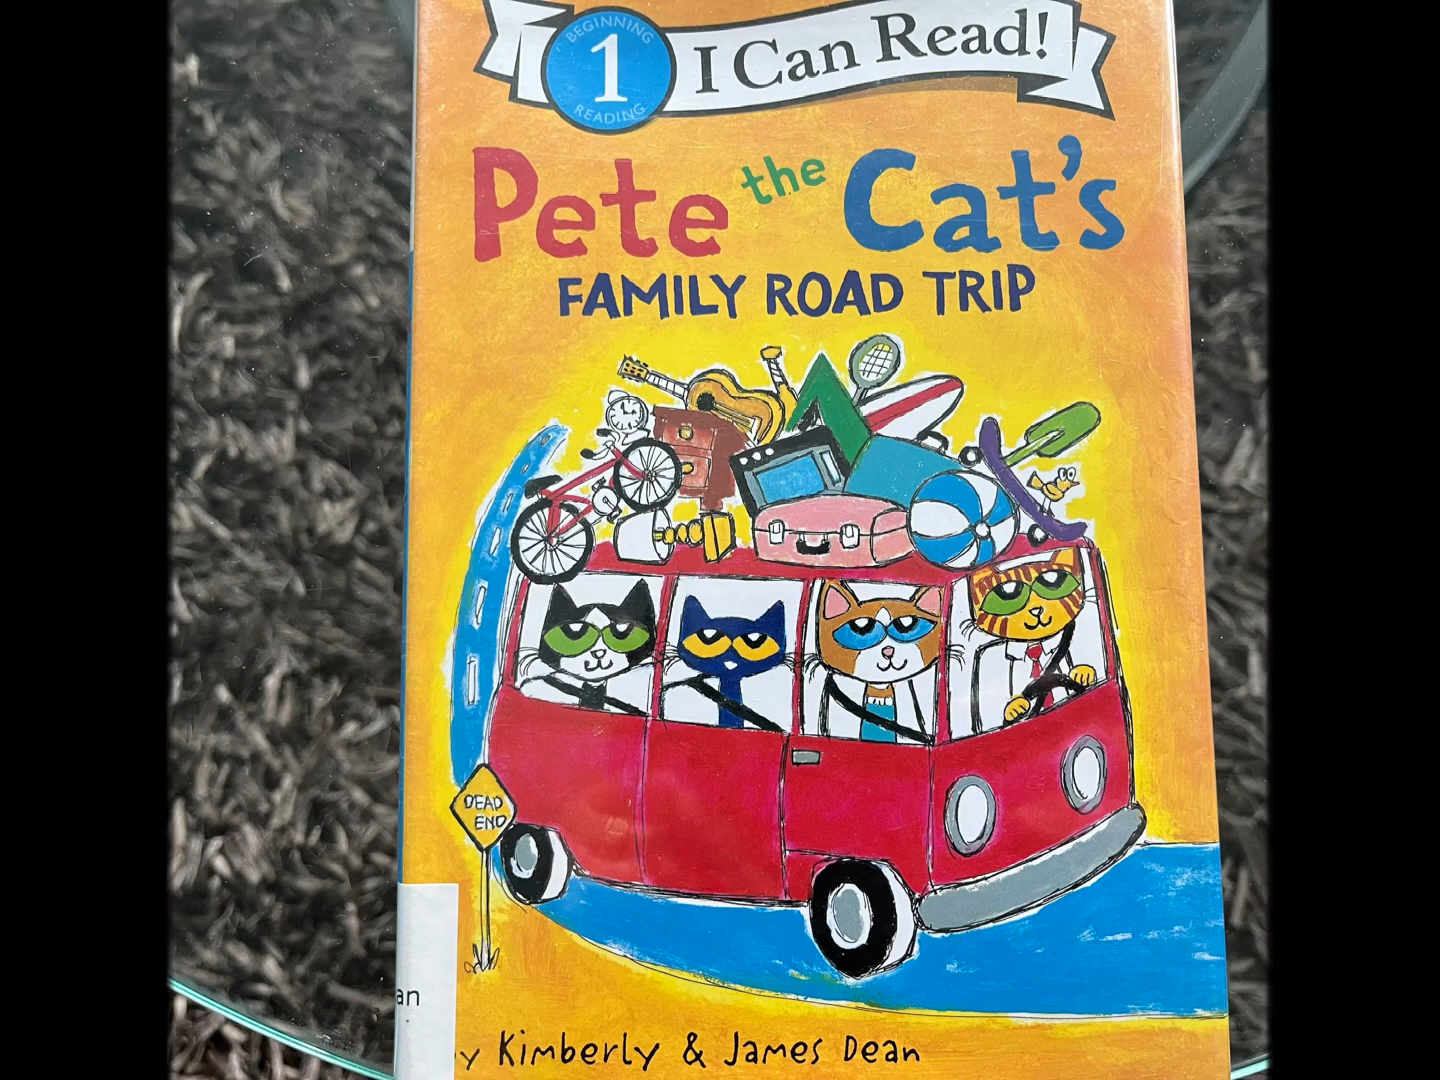 BEGINNING
1
READING
I Can Read!
Pete the Cat's
FAMILY ROAD TRIP
DEAD
END
an
y Kimberly & James Dean